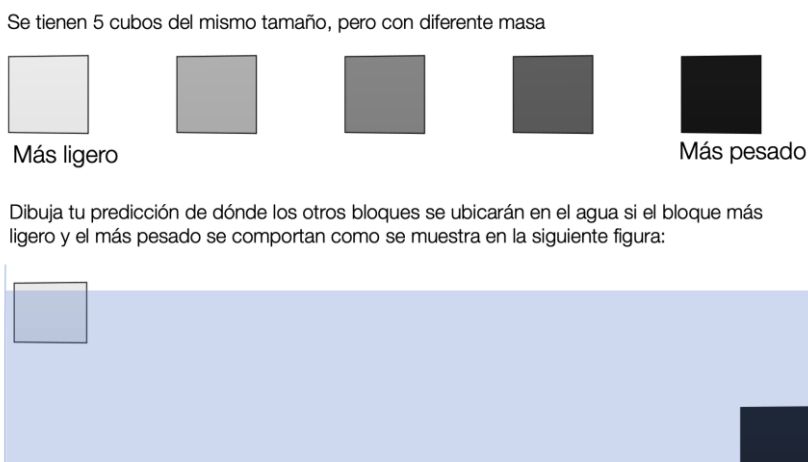 Se tienen 5 cubos del mismo tamaño, pero con diferente masa
Más ligero
Más pesado
Dibuja tu predicción de dónde los otros bloques se ubicarán en el agua si el bloque más
ligero y el más pesado se comportan como se muestra en la siguiente figura: